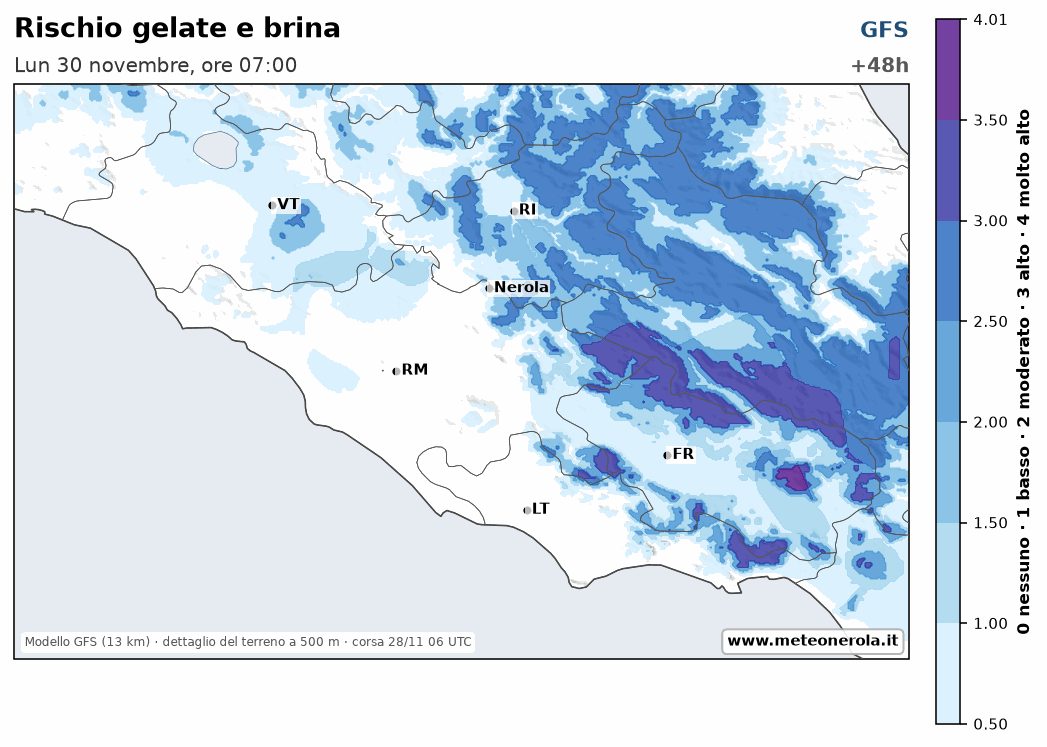 Rischio gelate e brina
GFS
Lun 30 novembre, ore 07:00
+48h
4.01
3.50
3.00
2.50
2.00
1.50
1.00
0.50
0 nessuno · 1 basso · 2 moderato · 3 alto · 4 molto alto
VT
RI
Nerola
RM
FR
LT
Modello GFS (13 km) · dettaglio del terreno a 500 m · corsa 28/11 06 UTC
www.meteonerola.it